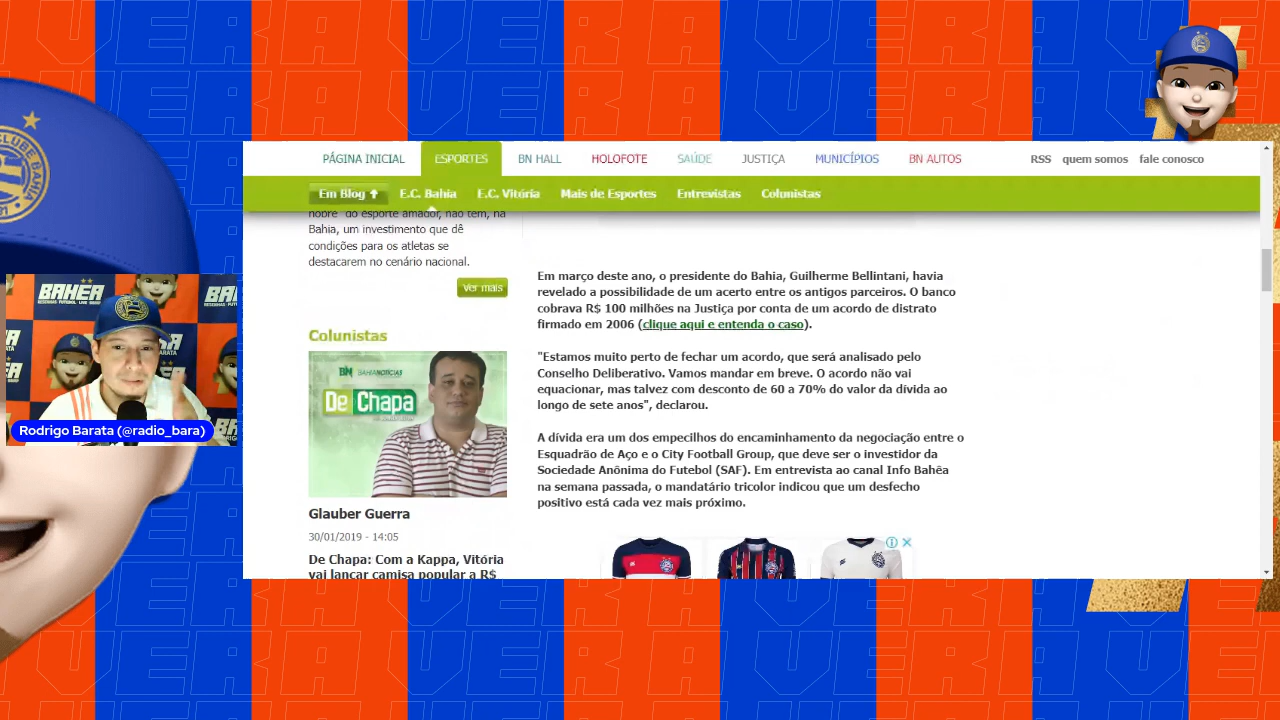 PÁGINA INICIAL
ESPORTES
BN HALL
HOLOFOTE
SAÚDE
JUSTIÇA
MUNICÍPIOS
BN AUTOS
RSS
quem somos
fale conosco
Em Blog
E.C. Bahia
E.C. Vitória
Mais de Esportes
Entrevistas
Colunistas
nobre" do esporte amador, não tem, na
Bahia, um investimento que dê
condições para os atletas se
destacarem no cenário nacional.
Ver mais
Colunistas
BAHIA NOTÍCIAS
De Chapa
Glauber Guerra
30/01/2019 - 14:05
De Chapa: Com a Kappa, Vitória
vai lançar camisa popular a R$
Em março deste ano, o presidente do Bahia, Guilherme Bellintani, havia
revelado a possibilidade de um acerto entre os antigos parceiros. O banco
cobrava R$ 100 milhões na Justiça por conta de um acordo de distrato
firmado em 2006 (clique aqui e entenda o caso).
"Estamos muito perto de fechar um acordo, que será analisado pelo
Conselho Deliberativo. Vamos mandar em breve. O acordo não vai
equacionar, mas talvez com desconto de 60 a 70% do valor da dívida ao
longo de sete anos", declarou.
A dívida era um dos empecilhos do encaminhamento da negociação entre o
Esquadrão de Aço e o City Football Group, que deve ser o investidor da
Sociedade Anônima do Futebol (SAF). Em entrevista ao canal Info Bahêa
na semana passada, o mandatário tricolor indicou que um desfecho
positivo está cada vez mais próximo.
BAHÊA
Rodrigo Barata (@radio_bara)